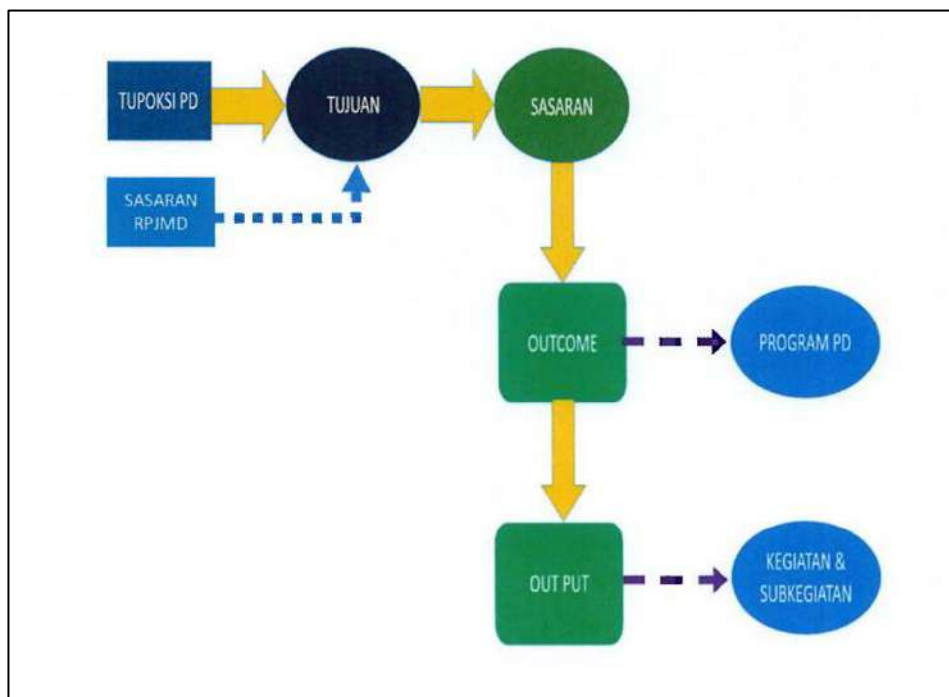 TUPOKSI PD
TUJUAN
SASARAN
SASARAN
RPJMD
OUTCOME
PROGRAM PD
OUT PUT
KEGIATAN &
SUBKEGIATAN